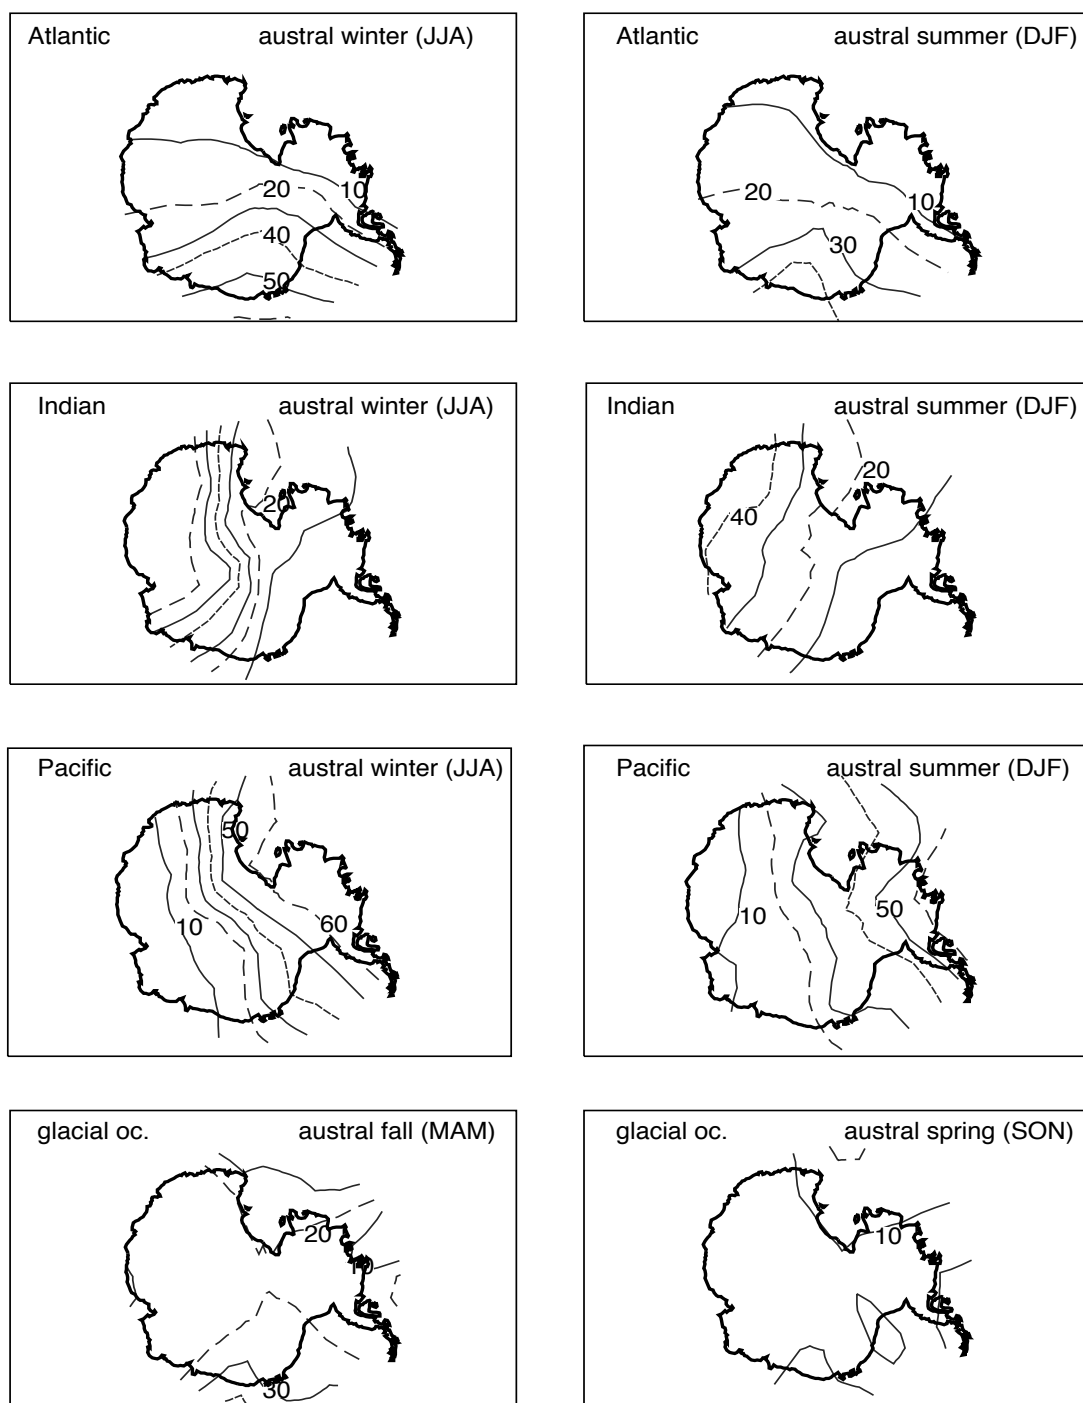 Atlantic austral winter (JJA)
20 10
40
50
Atlantic austral summer (DJF)
20 10
30
Indian austral winter (JJA)
20
Indian austral summer (DJF)
20
40
Pacific austral winter (JJA)
50
10 60
Pacific austral summer (DJF)
10 50
glacial oc. austral fall (MAM)
20
10
30
glacial oc. austral spring (SON)
10